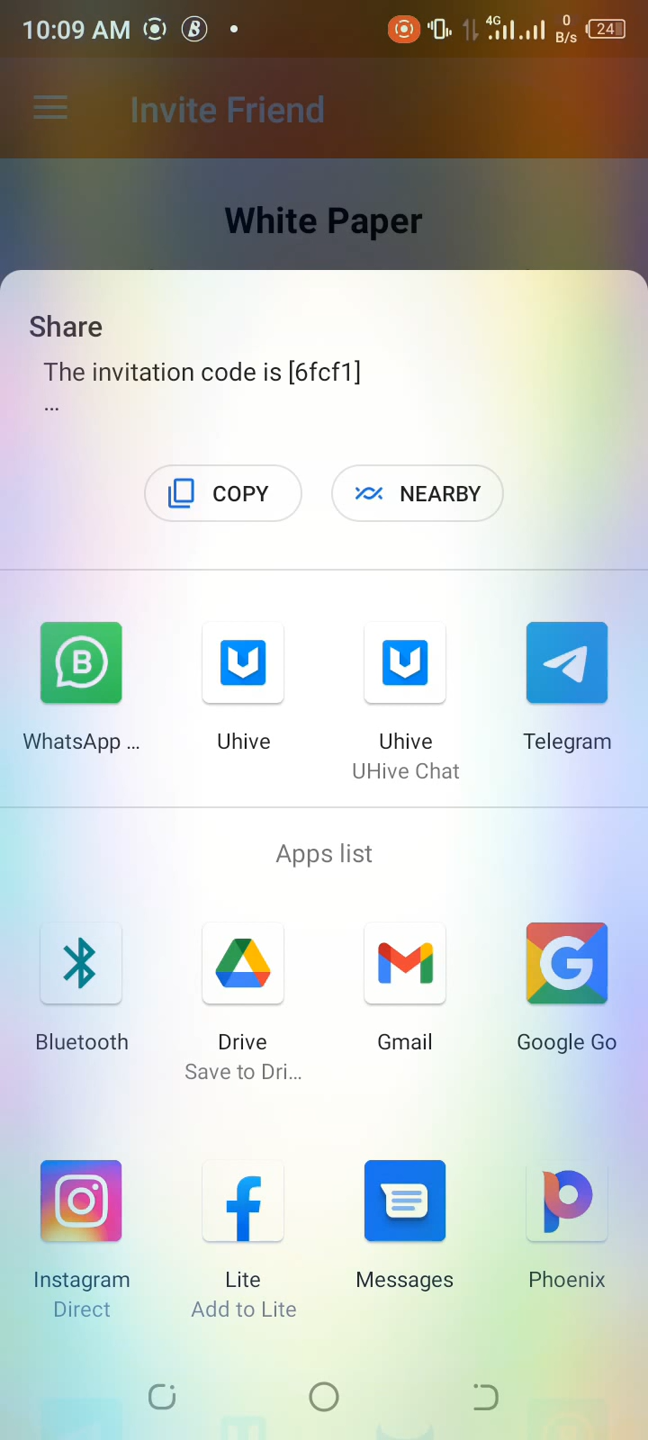 10:09 AM
4G
0
B/s
24
Invite Friend
White Paper
Share
The invitation code is [6fcf1]
...
COPY
NEARBY
WhatsApp ...
Uhive
Uhive
Telegram
UHive Chat
Apps list
Bluetooth
Drive
Gmail
Google Go
Save to Dri...
Instagram
Lite
Messages
Phoenix
Direct
Add to Lite